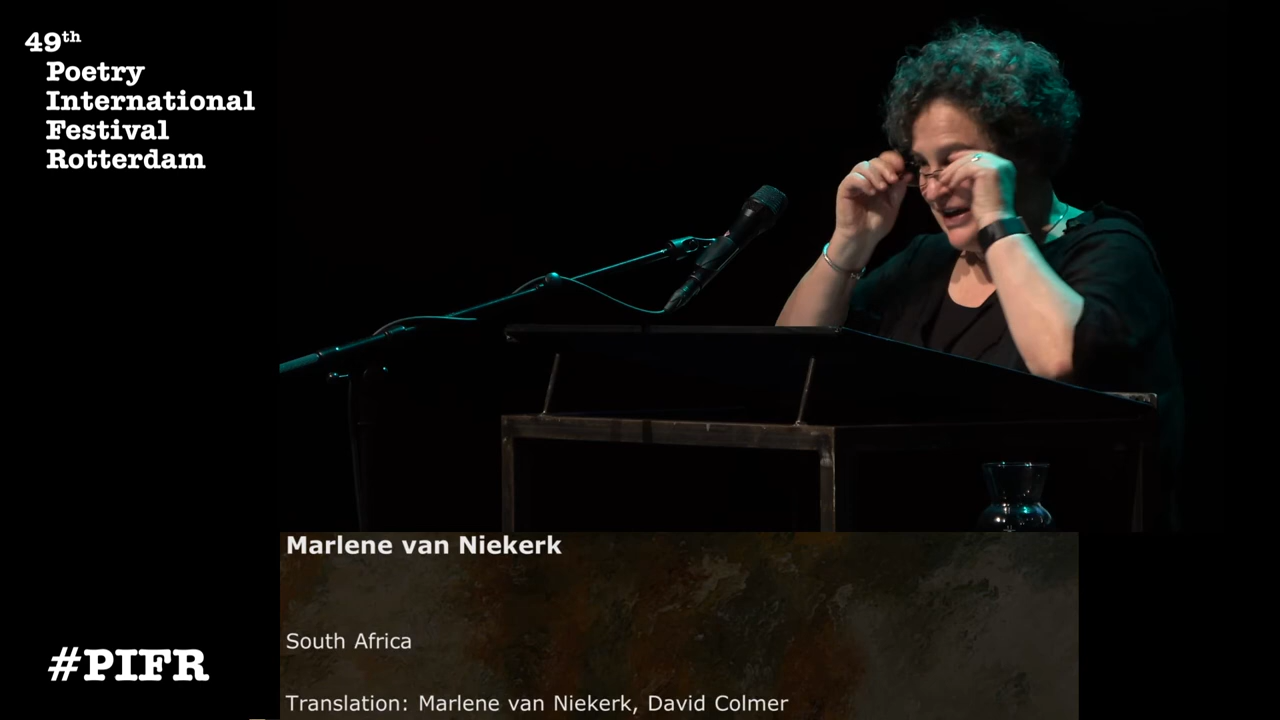 49th
Poetry
International
Festival
Rotterdam
Marlene van Niekerk
South Africa
Translation: Marlene van Niekerk, David Colmer
#PIFR